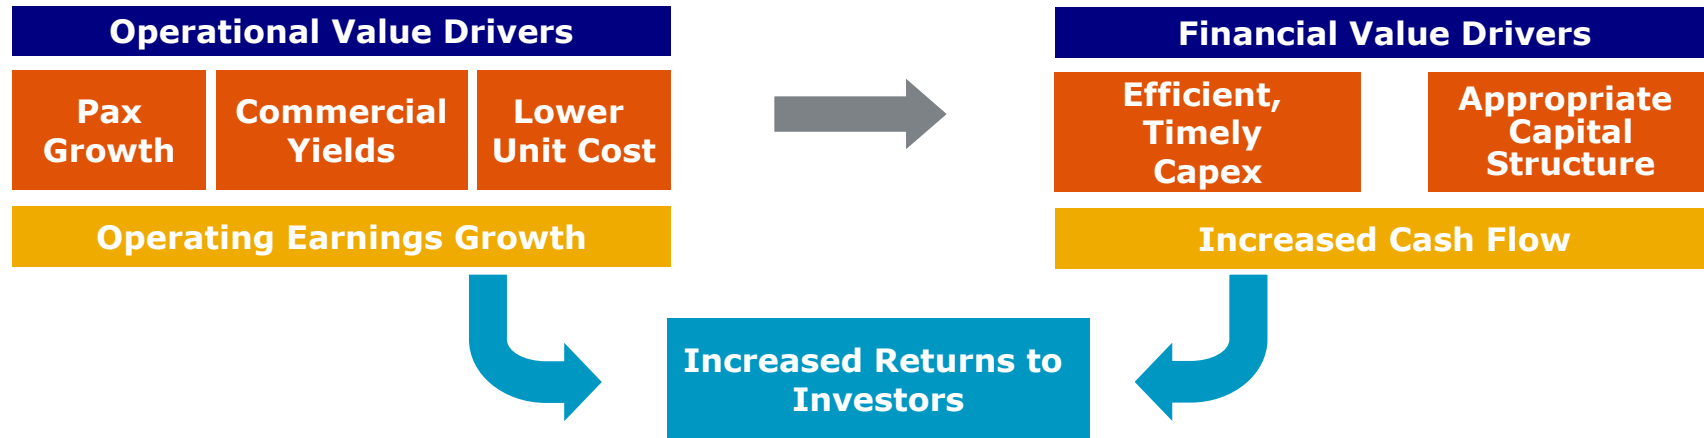 Operational Value Drivers
Pax
Growth
Commercial
Yields
Lower
Unit Cost
Operating Earnings Growth
Financial Value Drivers
Efficient,
Timely
Capex
Appropriate
Capital
Structure
Increased Cash Flow
Increased Returns to
Investors